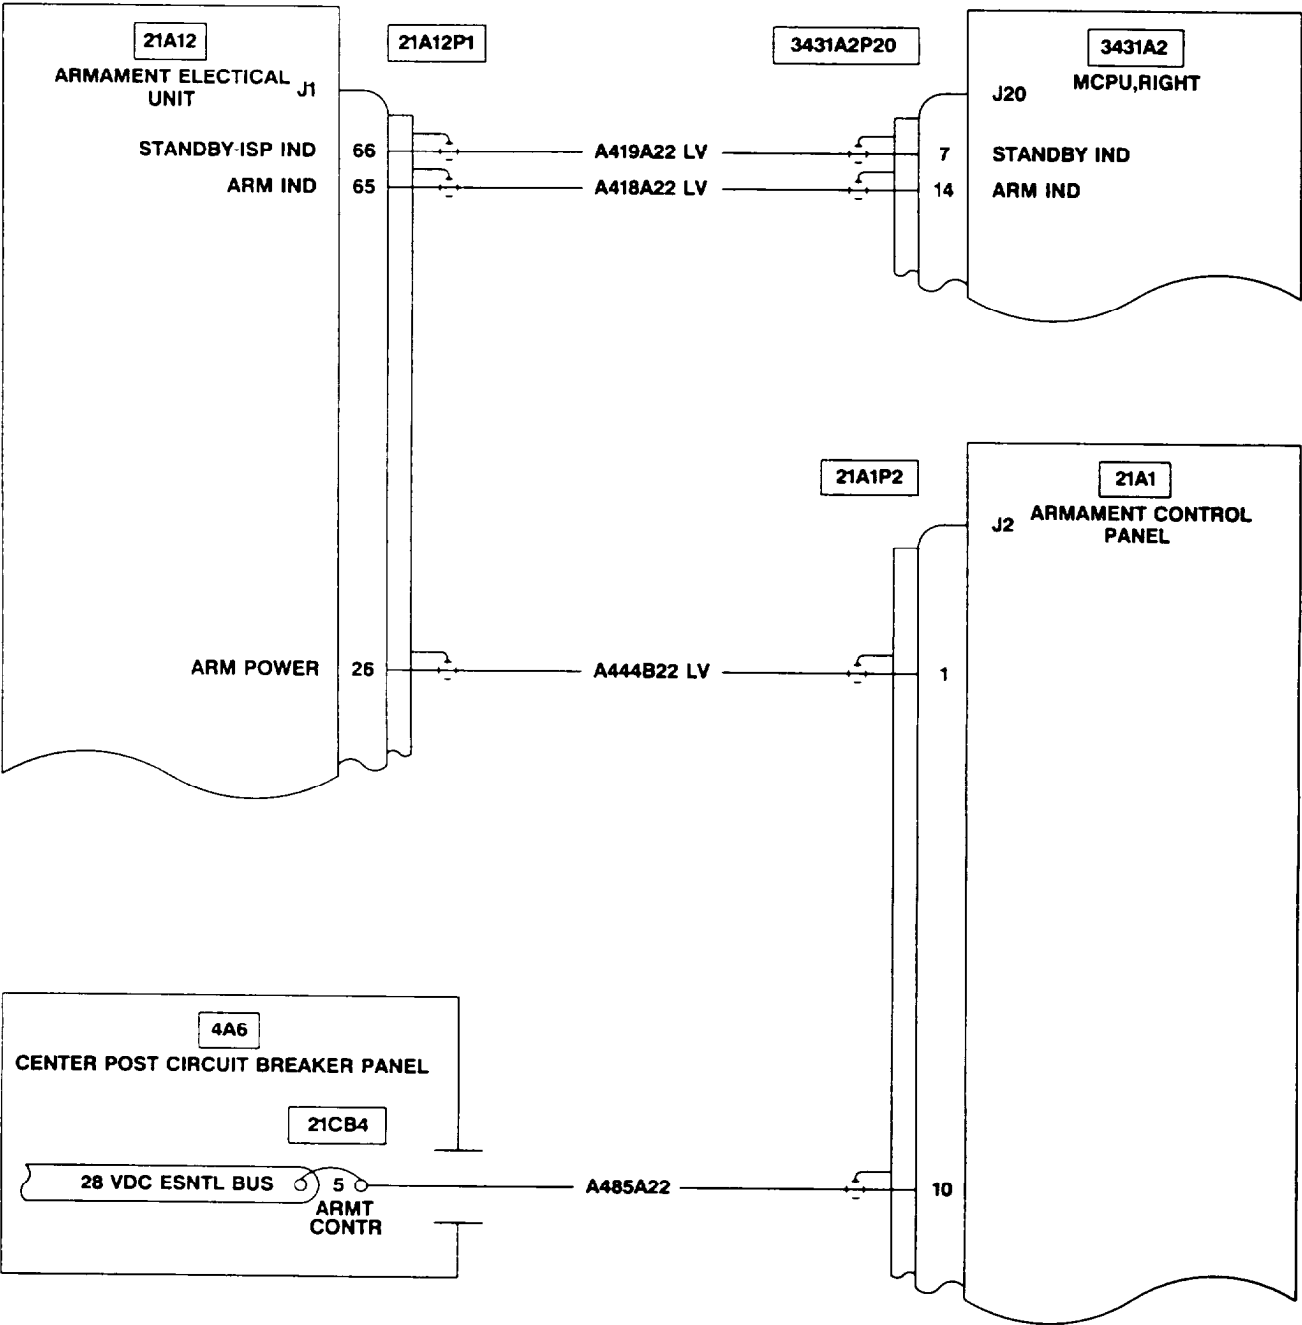 21A12
ARMAMENT ELECTICAL
UNIT
J1
21A12P1
3431A2P20
3431A2
MCPU,RIGHT
J20
STANDBY-ISP IND 66 A419A22 LV 7 STANDBY IND
ARM IND 65 A418A22 LV 14 ARM IND
21A1P2
21A1
J2
ARMAMENT CONTROL
PANEL
ARM POWER 26 A444B22 LV 1
4A6
CENTER POST CIRCUIT BREAKER PANEL
21CB4
28 VDC ESNTL BUS 5 A485A22 10
ARMT
CONTR